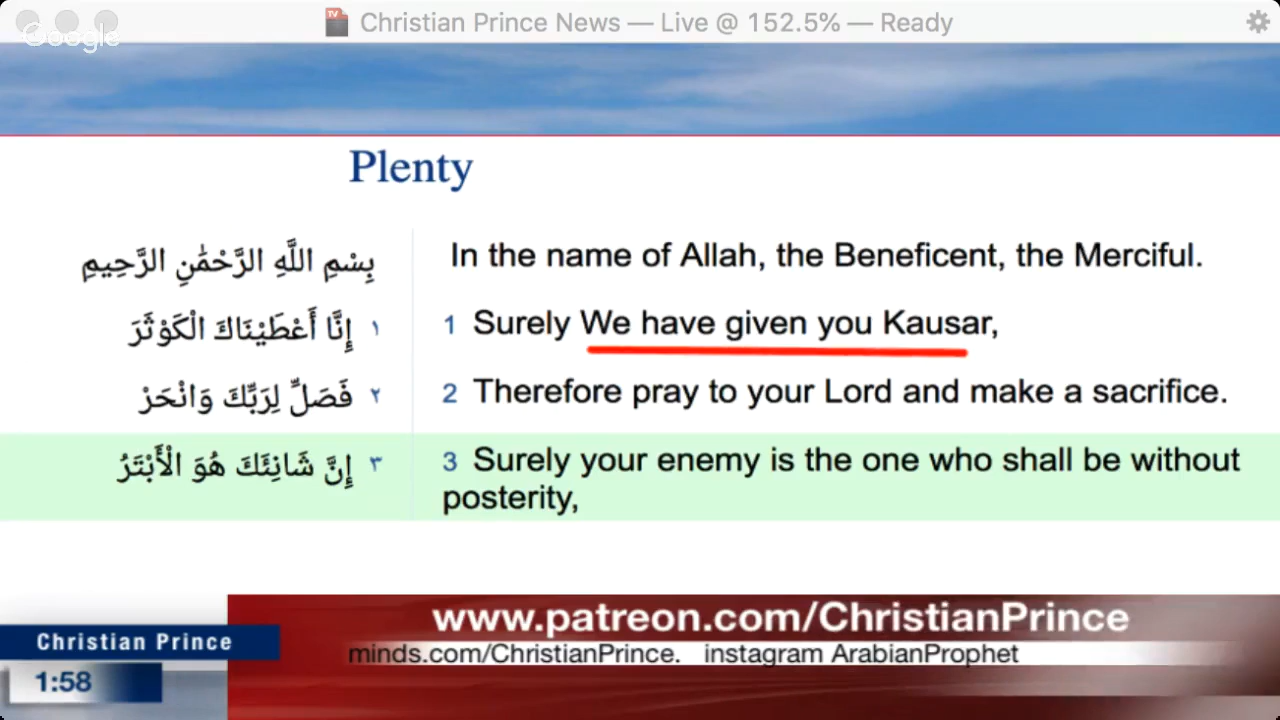 Google
Christian Prince News — Live @ 152.5% — Ready
Plenty
بِسْمِ اللَّهِ الرَّحْمَٰنِ الرَّحِيمِ
In the name of Allah, the Beneficent, the Merciful.
١ إِنَّا أَعْطَيْنَاكَ الْكَوْثَرَ
1 Surely We have given you Kausar,
٢ فَصَلِّ لِرَبِّكَ وَانْحَرْ
2 Therefore pray to your Lord and make a sacrifice.
٣ إِنَّ شَانِئَكَ هُوَ الْأَبْتَرُ
3 Surely your enemy is the one who shall be without
posterity,
www.patreon.com/ChristianPrince
Christian Prince
minds.com/ChristianPrince. instagram ArabianProphet
1:58